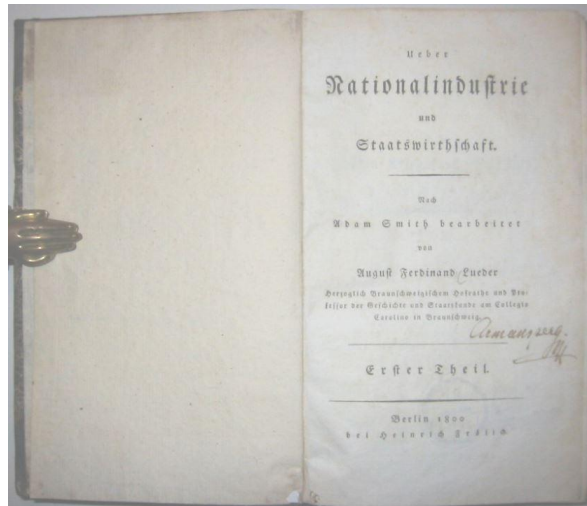 Ueber
Nationalindustrie
und
Staatswirthschaft.
Nach
Adam Smith bearbeitet
von
August Ferdinand Lueder
Herzoglich Braunschweigischem Hofrathe und Pro-
fessor der Geschichte und Staatskunde am Collegio
Carolino in Braunschweig.
Armansperg.
Erster Theil.
Berlin 1800
bei Heinrich Frölich.